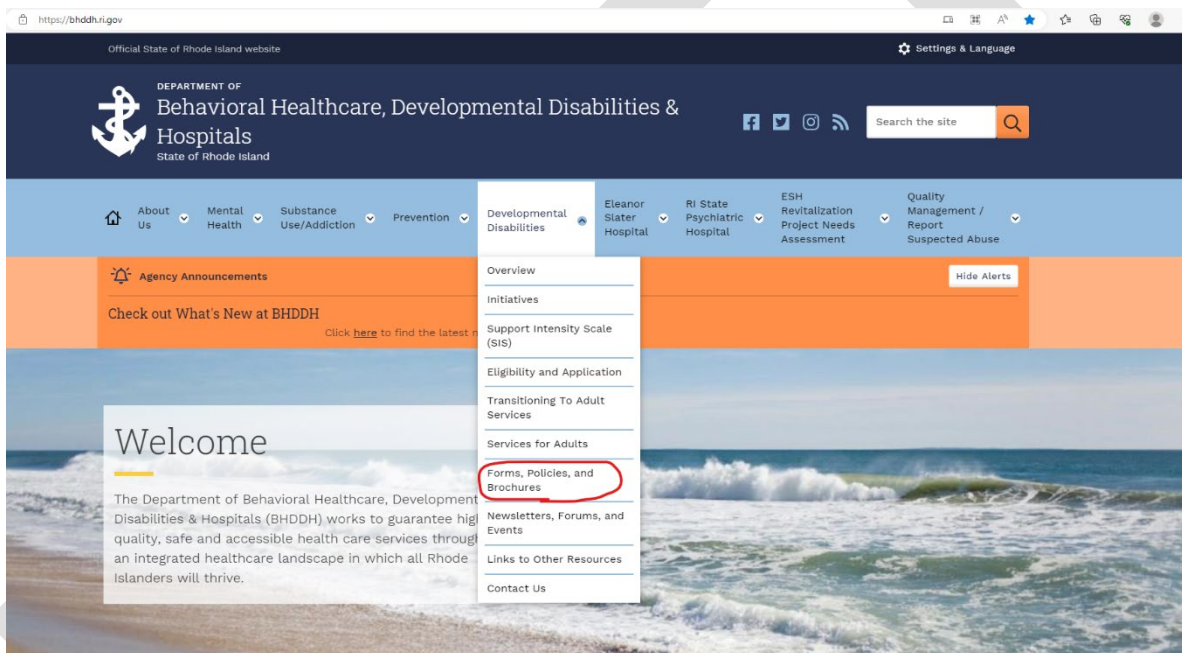 https://bhddh.ri.gov
Official State of Rhode Island website
Settings & Language
DEPARTMENT OF
Behavioral Healthcare, Developmental Disabilities &
Hospitals
State of Rhode Island
Search the site
About
Us
Mental
Health
Substance
Use/Addiction
Prevention
Developmental
Disabilities
Eleanor
Slater
Hospital
RI State
Psychiatric
Hospital
ESH
Revitalization
Project Needs
Assessment
Quality
Management /
Report
Suspected Abuse
Agency Announcements
Hide Alerts
Check out What's New at BHDDH
Click here to find the latest
Overview
Initiatives
Support Intensity Scale
(SIS)
Eligibility and Application
Transitioning To Adult
Services
Services for Adults
Forms, Policies, and
Brochures
Newsletters, Forums, and
Events
Links to Other Resources
Contact Us
Welcome
The Department of Behavioral Healthcare, Development
Disabilities & Hospitals (BHDDH) works to guarantee hig
quality, safe and accessible health care services throug
an integrated healthcare landscape in which all Rhode
Islanders will thrive.